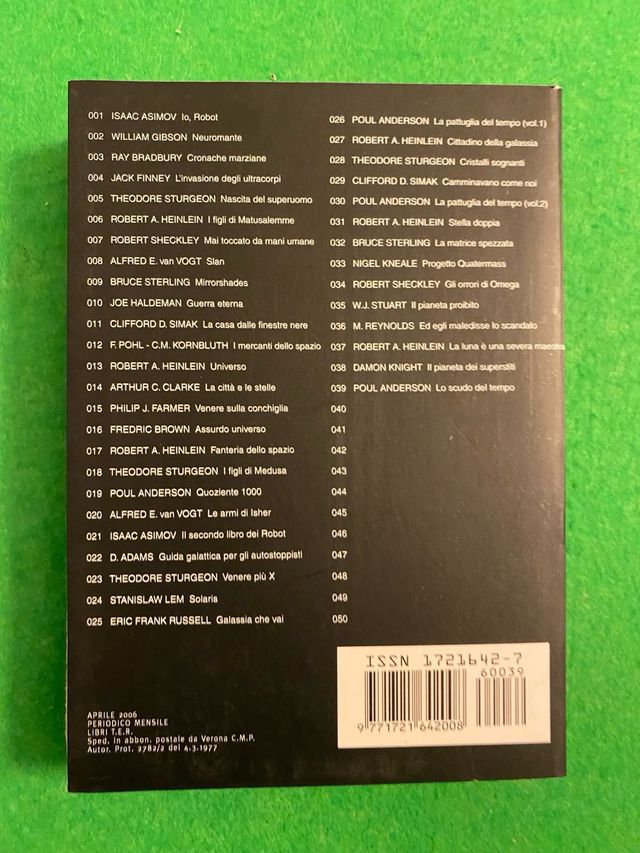 001 ISAAC ASIMOV Io, Robot
002 WILLIAM GIBSON Neuromante
003 RAY BRADBURY Cronache marziane
004 JACK FINNEY L'invasione degli ultracorpi
005 THEODORE STURGEON Nascita del superuomo
006 ROBERT A. HEINLEIN I figli di Matusalemme
007 ROBERT SHECKLEY Mai toccato da mani umane
008 ALFRED E. van VOGT Slan
009 BRUCE STERLING Mirrorshades
010 JOE HALDEMAN Guerra eterna
011 CLIFFORD D. SIMAK La casa dalle finestre nere
012 F. POHL - C.M. KORNBLUTH I mercanti dello spazio
013 ROBERT A. HEINLEIN Universo
014 ARTHUR C. CLARKE La città e le stelle
015 PHILIP J. FARMER Venere sulla conchiglia
016 FREDRIC BROWN Assurdo universo
017 ROBERT A. HEINLEIN Fanteria dello spazio
018 THEODORE STURGEON I figli di Medusa
019 POUL ANDERSON Quoziente 1000
020 ALFRED E. van VOGT Le armi di Isher
021 ISAAC ASIMOV Il secondo libro dei Robot
022 D. ADAMS Guida galattica per gli autostoppisti
023 THEODORE STURGEON Venere più X
024 STANISLAW LEM Solaris
025 ERIC FRANK RUSSELL Galassia che vai
026 POUL ANDERSON La pattuglia del tempo (vol.1)
027 ROBERT A. HEINLEIN Cittadino della galassia
028 THEODORE STURGEON Cristalli sognanti
029 CLIFFORD D. SIMAK Camminavano come noi
030 POUL ANDERSON La pattuglia del tempo (vol.2)
031 ROBERT A. HEINLEIN Stella doppia
032 BRUCE STERLING La matrice spezzata
033 NIGEL KNEALE Progetto Quatermass
034 ROBERT SHECKLEY Gli orrori di Omega
035 W.J. STUART Il pianeta proibito
036 M. REYNOLDS Ed egli maledisse lo scandalo
037 ROBERT A. HEINLEIN La luna è una severa maestra
038 DAMON KNIGHT Il pianeta dei superstiti
039 POUL ANDERSON Lo scudo del tempo
040
041
042
043
044
045
046
047
048
049
050
ISSN 1721642-7
60039
9 771721 642008
APRILE 2006
PERIODICO MENSILE
LIBRI T.E.R.
Sped. in abbon. postale da Verona C.M.P.
Autor. Prot. 2782/2 del 4.3.1977